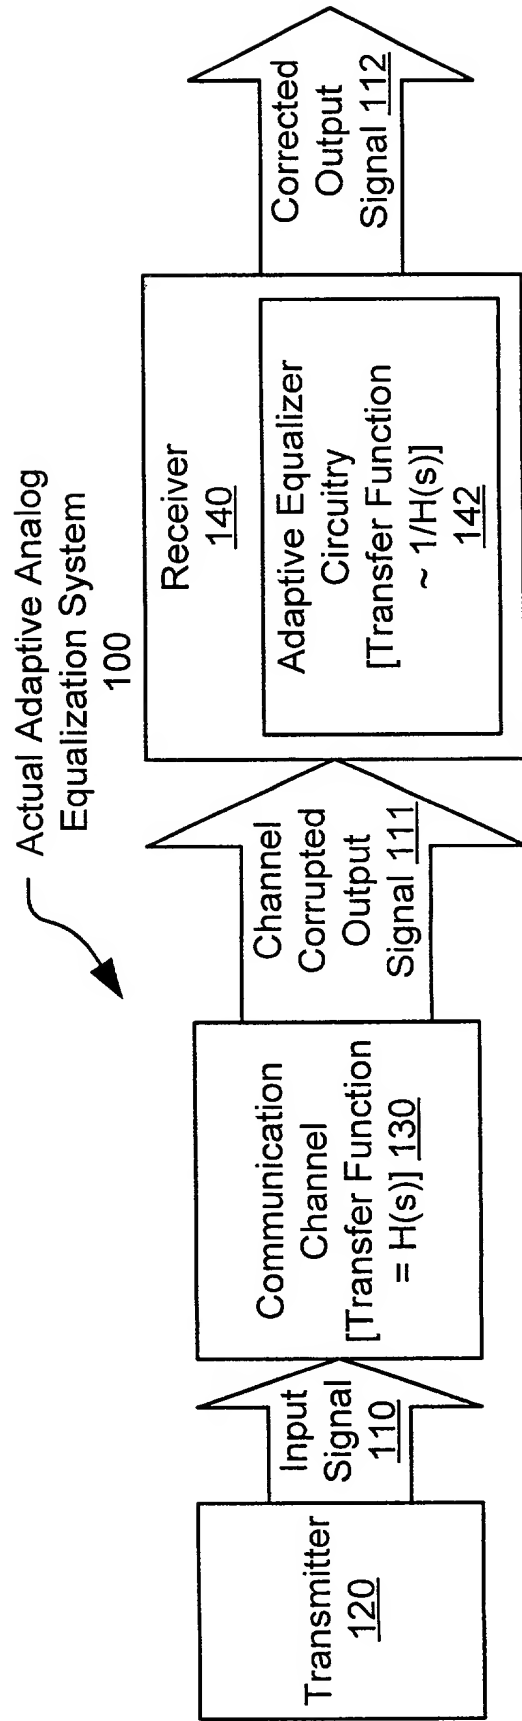 Actual Adaptive Analog
Equalization System
100
Transmitter
120
Input
Signal
110
Communication
Channel
[Transfer Function
= H(s)] 130
Channel
Corrupted
Output
Signal 111
Receiver
140
Adaptive Equalizer
Circuitry
[Transfer Function
~ 1/H(s)]
142
Corrected
Output
Signal 112